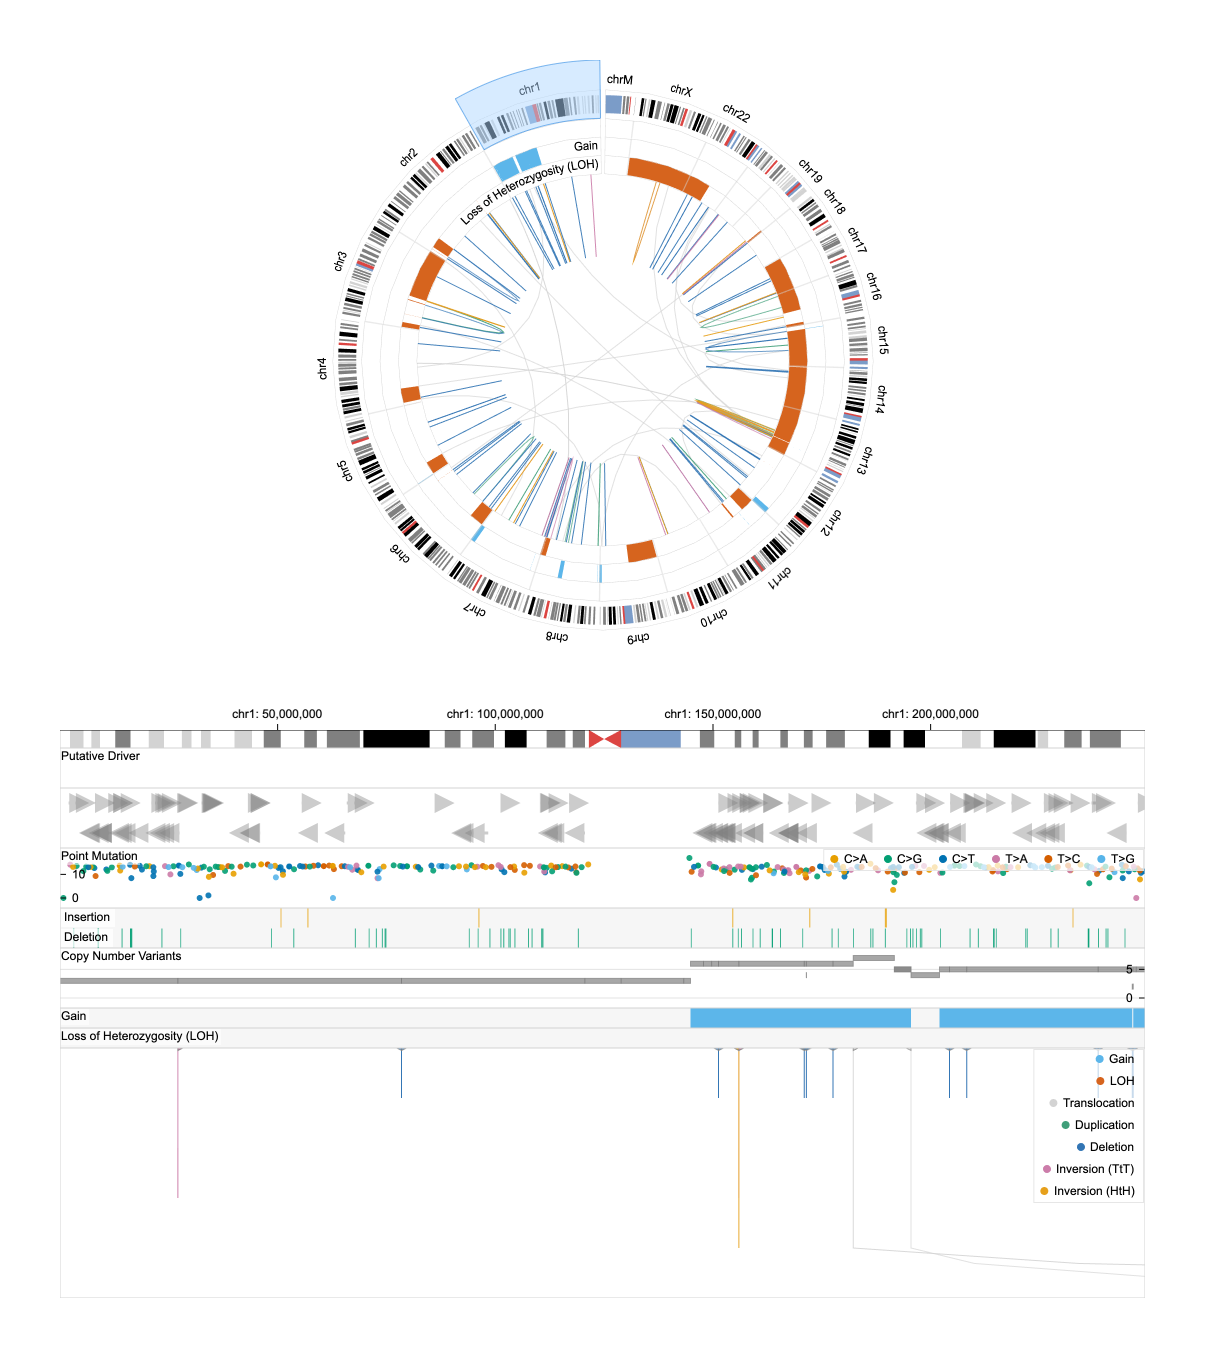 chrM
chr1
chrX
chr22
chr2
Gain
Loss of Heterozygosity (LOH)
chr19
chr18
chr17
chr3
chr16
chr15
chr4
chr14
chr5
chr13
chr12
chr6
chr11
chr7
chr10
chr8
chr9
chr1: 50,000,000
chr1: 100,000,000
chr1: 150,000,000
chr1: 200,000,000
Putative Driver
Point Mutation
C>A C>G C>T T>A T>C T>G
10
0
Insertion
Deletion
Copy Number Variants
5
0
Gain
Loss of Heterozygosity (LOH)
Gain
LOH
Translocation
Duplication
Deletion
Inversion (TtT)
Inversion (HtH)